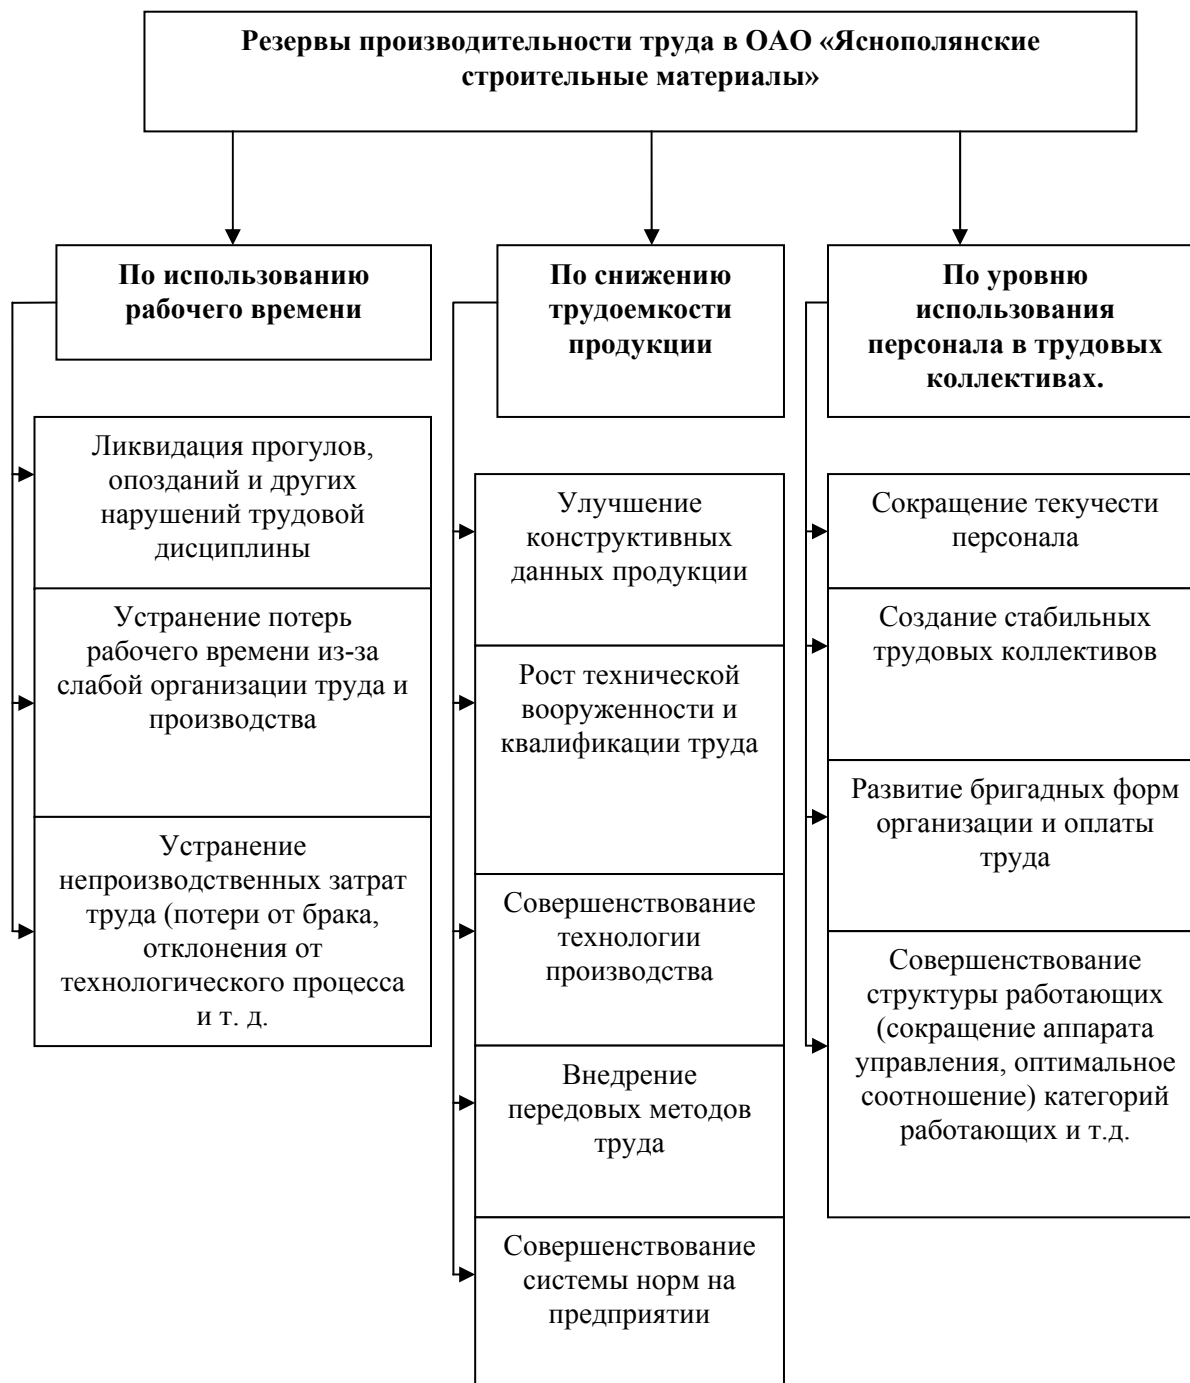 Резервы производительности труда в ОАО «Яснополянские
строительные материалы»
По использованию
рабочего времени
Ликвидация прогулов,
опозданий и других
нарушений трудовой
дисциплины
Устранение потерь
рабочего времени из-за
слабой организации труда и
производства
Устранение
непроизводственных затрат
труда (потери от брака,
отклонения от
технологического процесса
и т. д.
По снижению
трудоемкости
продукции
Улучшение
конструктивных
данных продукции
Рост технической
вооруженности и
квалификации труда
Совершенствование
технологии
производства
Внедрение
передовых методов
труда
Совершенствование
системы норм на
предприятии
По уровню
использования
персонала в трудовых
коллективах.
Сокращение текучести
персонала
Создание стабильных
трудовых коллективов
Развитие бригадных форм
организации и оплаты
труда
Совершенствование
структуры работающих
(сокращение аппарата
управления, оптимальное
соотношение) категорий
работающих и т.д.